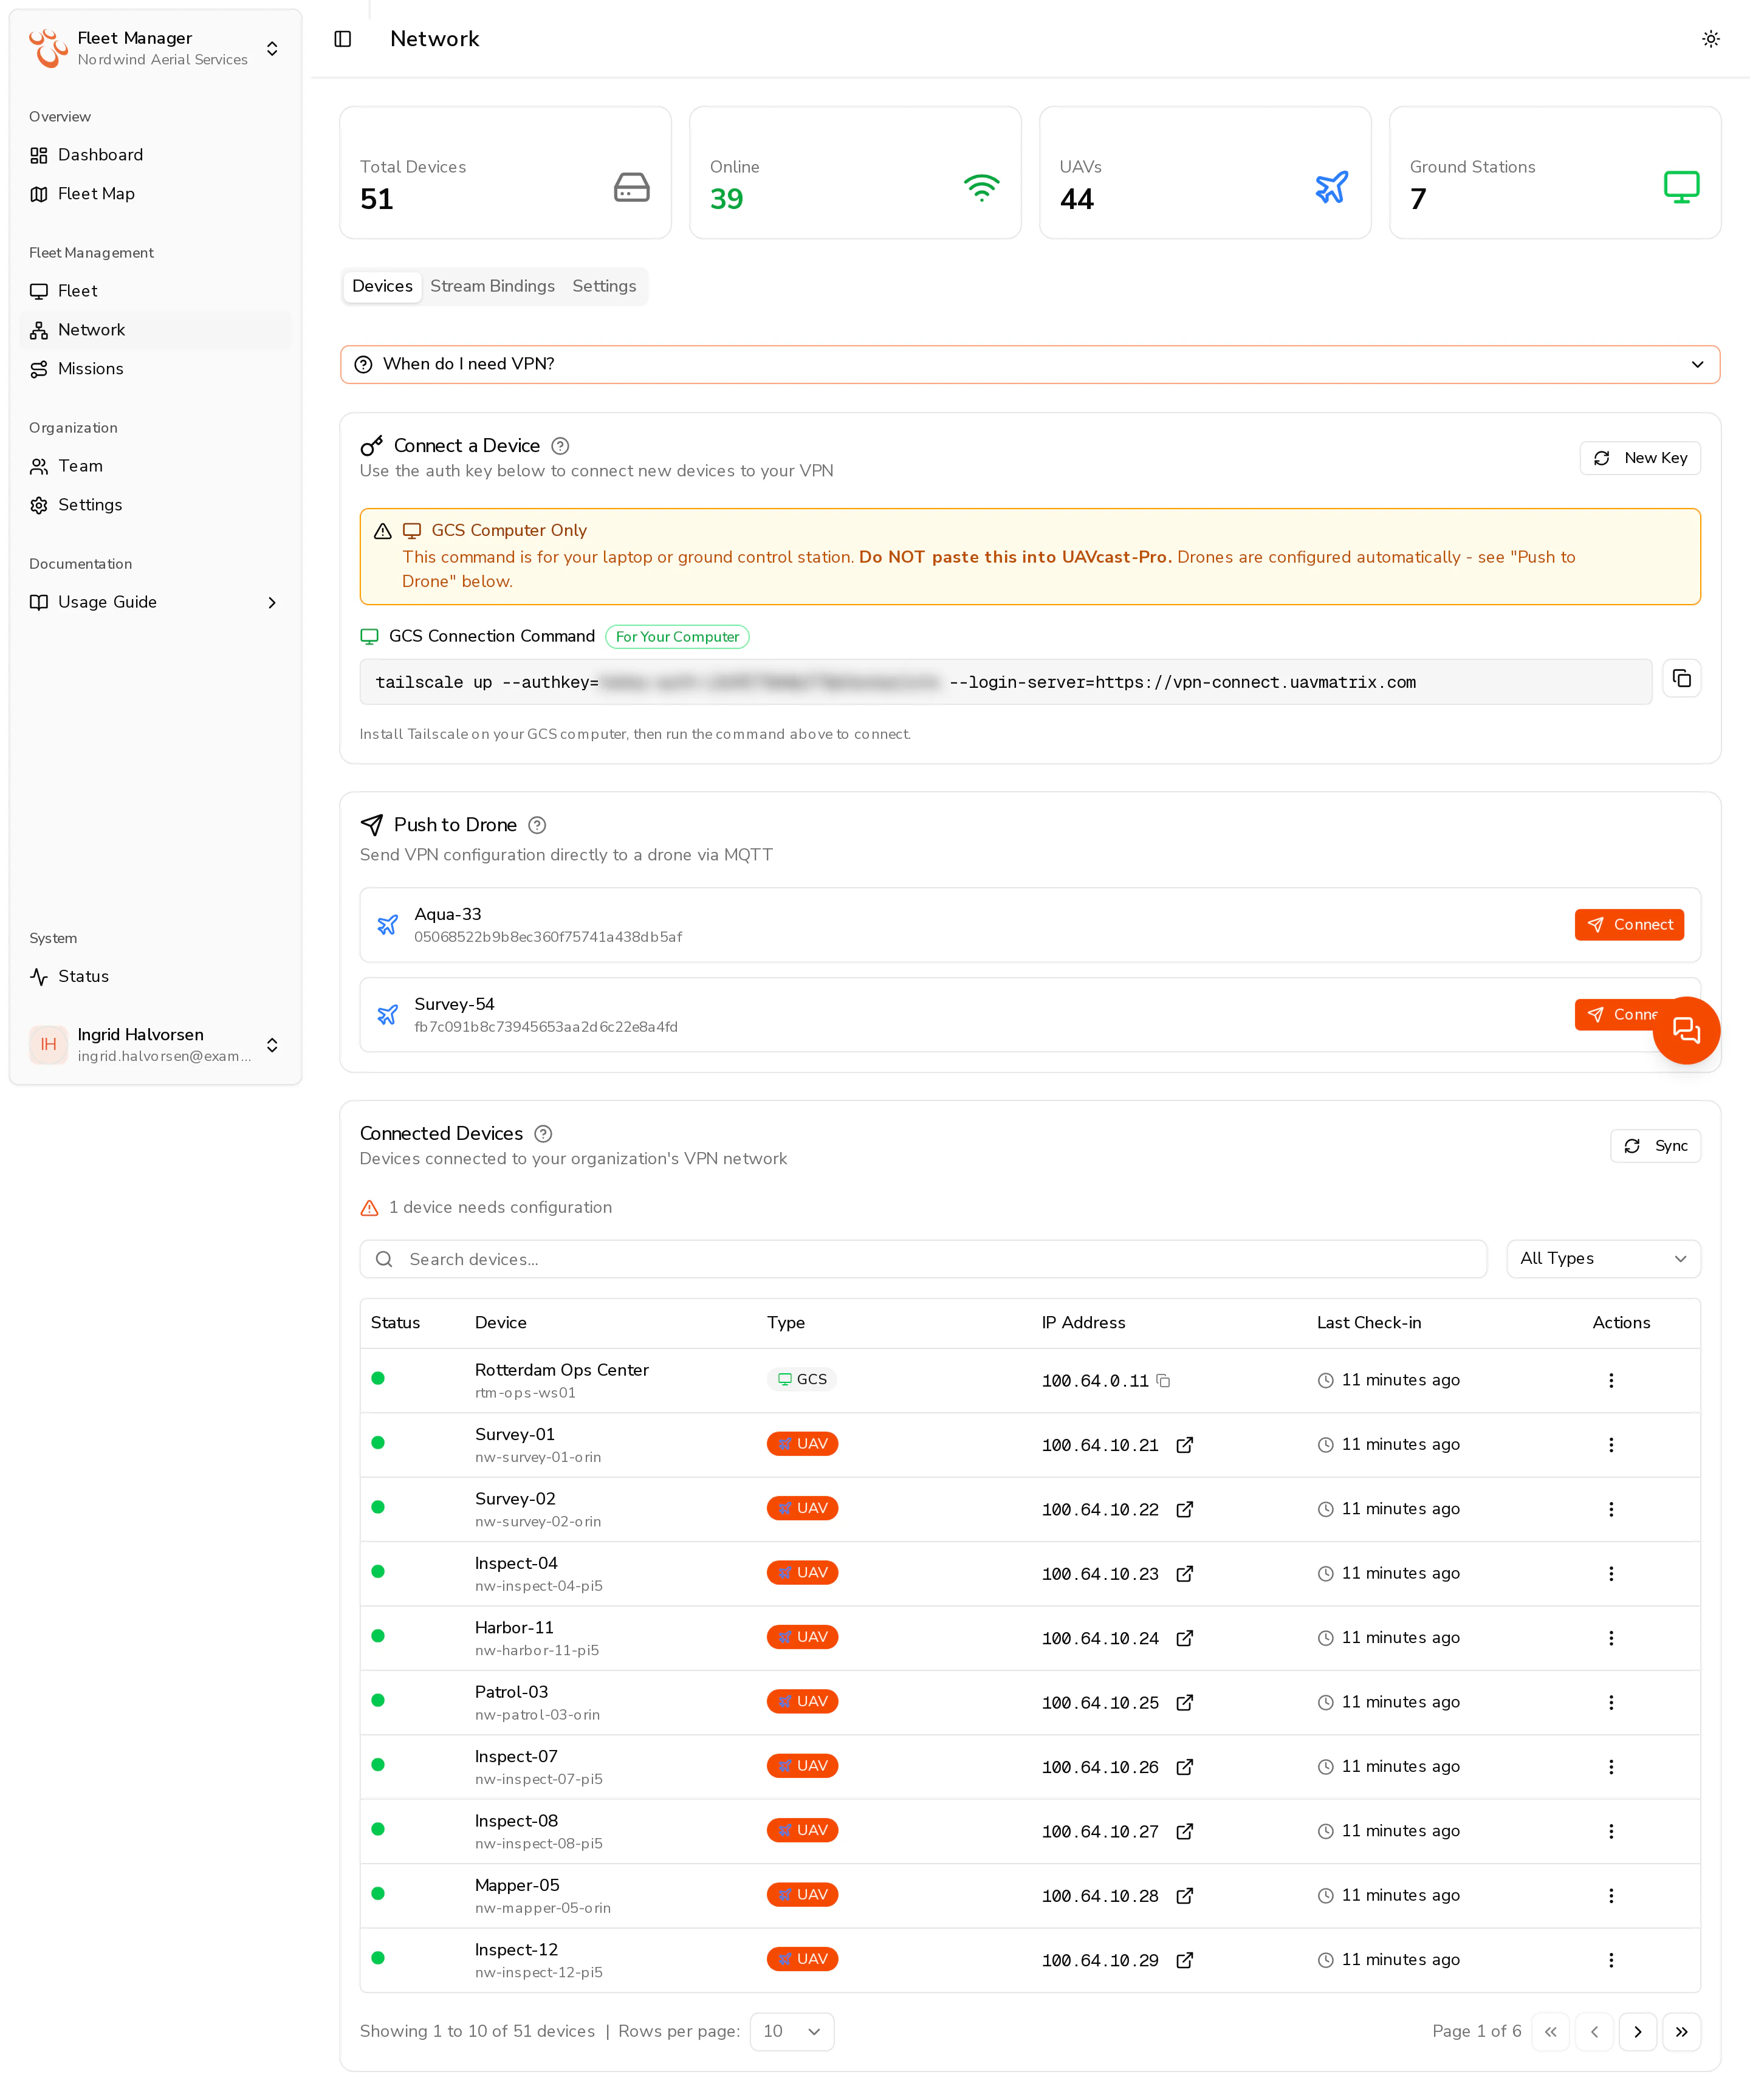 Fleet Manager
Nordwind Aerial Services
Overview
Dashboard
Fleet Map
Fleet Management
Fleet
Network
Missions
Organization
Team
Settings
Documentation
Usage Guide
System
Status
IH
Ingrid Halvorsen
ingrid.halvorsen@exam...
Network
Total Devices
51
Online
39
UAVs
44
Ground Stations
7
Devices Stream Bindings Settings
When do I need VPN?
Connect a Device
Use the auth key below to connect new devices to your VPN
New Key
GCS Computer Only
This command is for your laptop or ground control station. Do NOT paste this into UAVcast-Pro. Drones are configured automatically - see "Push to
Drone" below.
GCS Connection Command For Your Computer
tailscale up --authkey= --login-server=https://vpn-connect.uavmatrix.com
Install Tailscale on your GCS computer, then run the command above to connect.
Push to Drone
Send VPN configuration directly to a drone via MQTT
Aqua-33
05068522b9b8ec360f75741a438db5af
Connect
Survey-54
fb7c091b8c73945653aa2d6c22e8a4fd
Conne
Connected Devices
Devices connected to your organization's VPN network
Sync
1 device needs configuration
Search devices...
All Types
Status Device Type IP Address Last Check-in Actions
Rotterdam Ops Center
rtm-ops-ws01
GCS 100.64.0.11 11 minutes ago
Survey-01
nw-survey-01-orin
UAV 100.64.10.21 11 minutes ago
Survey-02
nw-survey-02-orin
UAV 100.64.10.22 11 minutes ago
Inspect-04
nw-inspect-04-pi5
UAV 100.64.10.23 11 minutes ago
Harbor-11
nw-harbor-11-pi5
UAV 100.64.10.24 11 minutes ago
Patrol-03
nw-patrol-03-orin
UAV 100.64.10.25 11 minutes ago
Inspect-07
nw-inspect-07-pi5
UAV 100.64.10.26 11 minutes ago
Inspect-08
nw-inspect-08-pi5
UAV 100.64.10.27 11 minutes ago
Mapper-05
nw-mapper-05-orin
UAV 100.64.10.28 11 minutes ago
Inspect-12
nw-inspect-12-pi5
UAV 100.64.10.29 11 minutes ago
Showing 1 to 10 of 51 devices | Rows per page: 10
Page 1 of 6